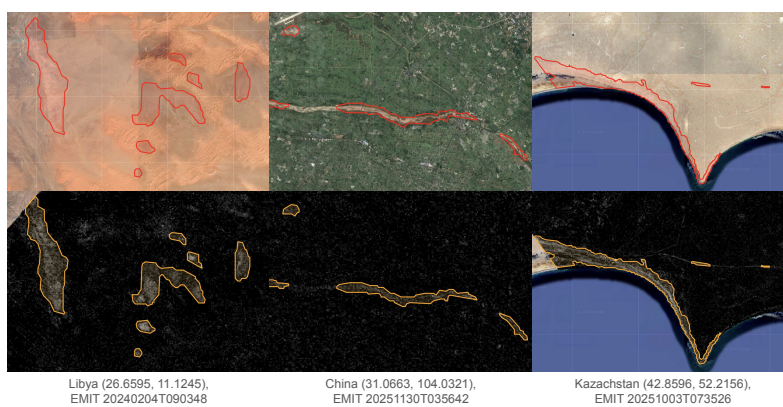 Libya (26.6595, 11.1245),
EMIT 20240204T090348
China (31.0663, 104.0321),
EMIT 20251130T035642
Kazachstan (42.8596, 52.2156),
EMIT 20251003T073526